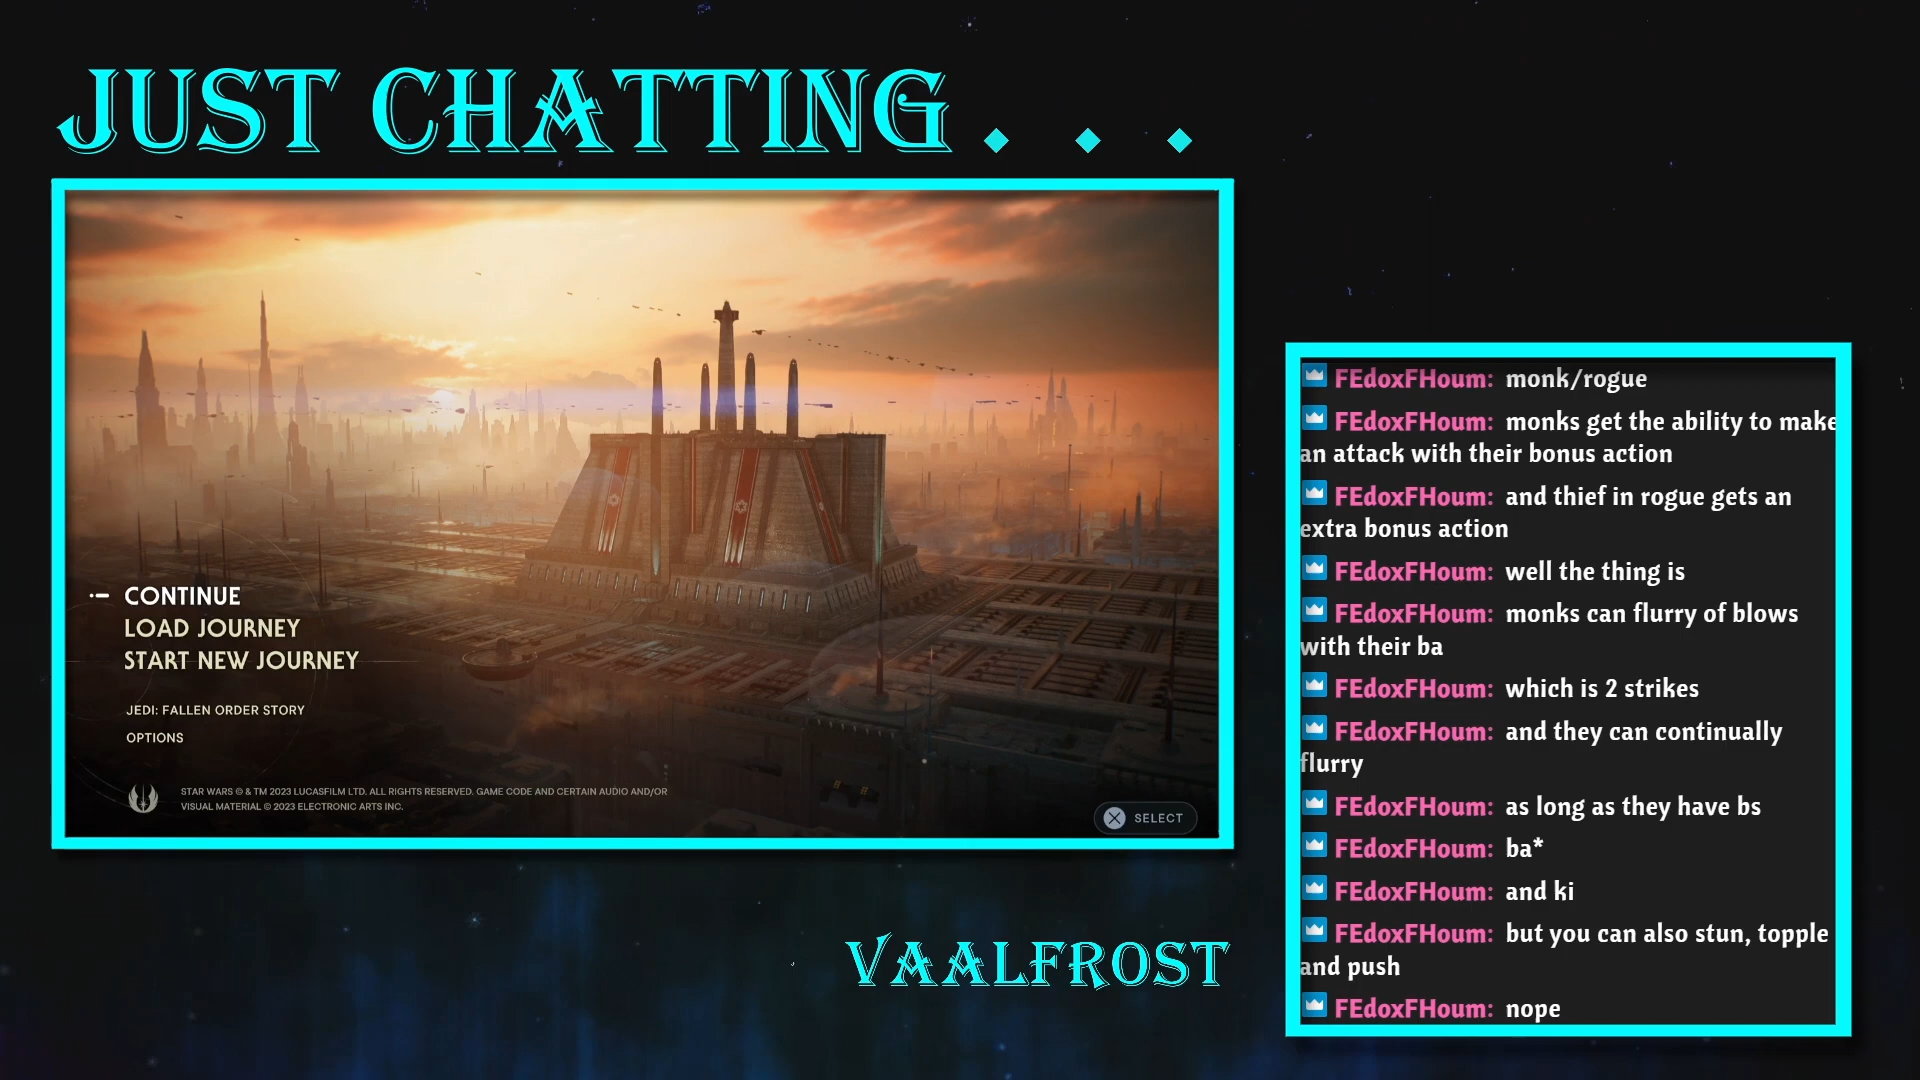 JUST CHATTING . . .
CONTINUE
LOAD JOURNEY
START NEW JOURNEY
JEDI: FALLEN ORDER STORY
OPTIONS
STAR WARS © & TM 2023 LUCASFILM LTD. ALL RIGHTS RESERVED. GAME CODE AND CERTAIN AUDIO AND/OR
VISUAL MATERIAL © 2023 ELECTRONIC ARTS INC.
SELECT
VAALFROST
FEdoxFHoum: monk/rogue
FEdoxFHoum: monks get the ability to make
an attack with their bonus action
FEdoxFHoum: and thief in rogue gets an
extra bonus action
FEdoxFHoum: well the thing is
FEdoxFHoum: monks can flurry of blows
with their ba
FEdoxFHoum: which is 2 strikes
FEdoxFHoum: and they can continually
flurry
FEdoxFHoum: as long as they have bs
FEdoxFHoum: ba*
FEdoxFHoum: and ki
FEdoxFHoum: but you can also stun, topple
and push
FEdoxFHoum: nope